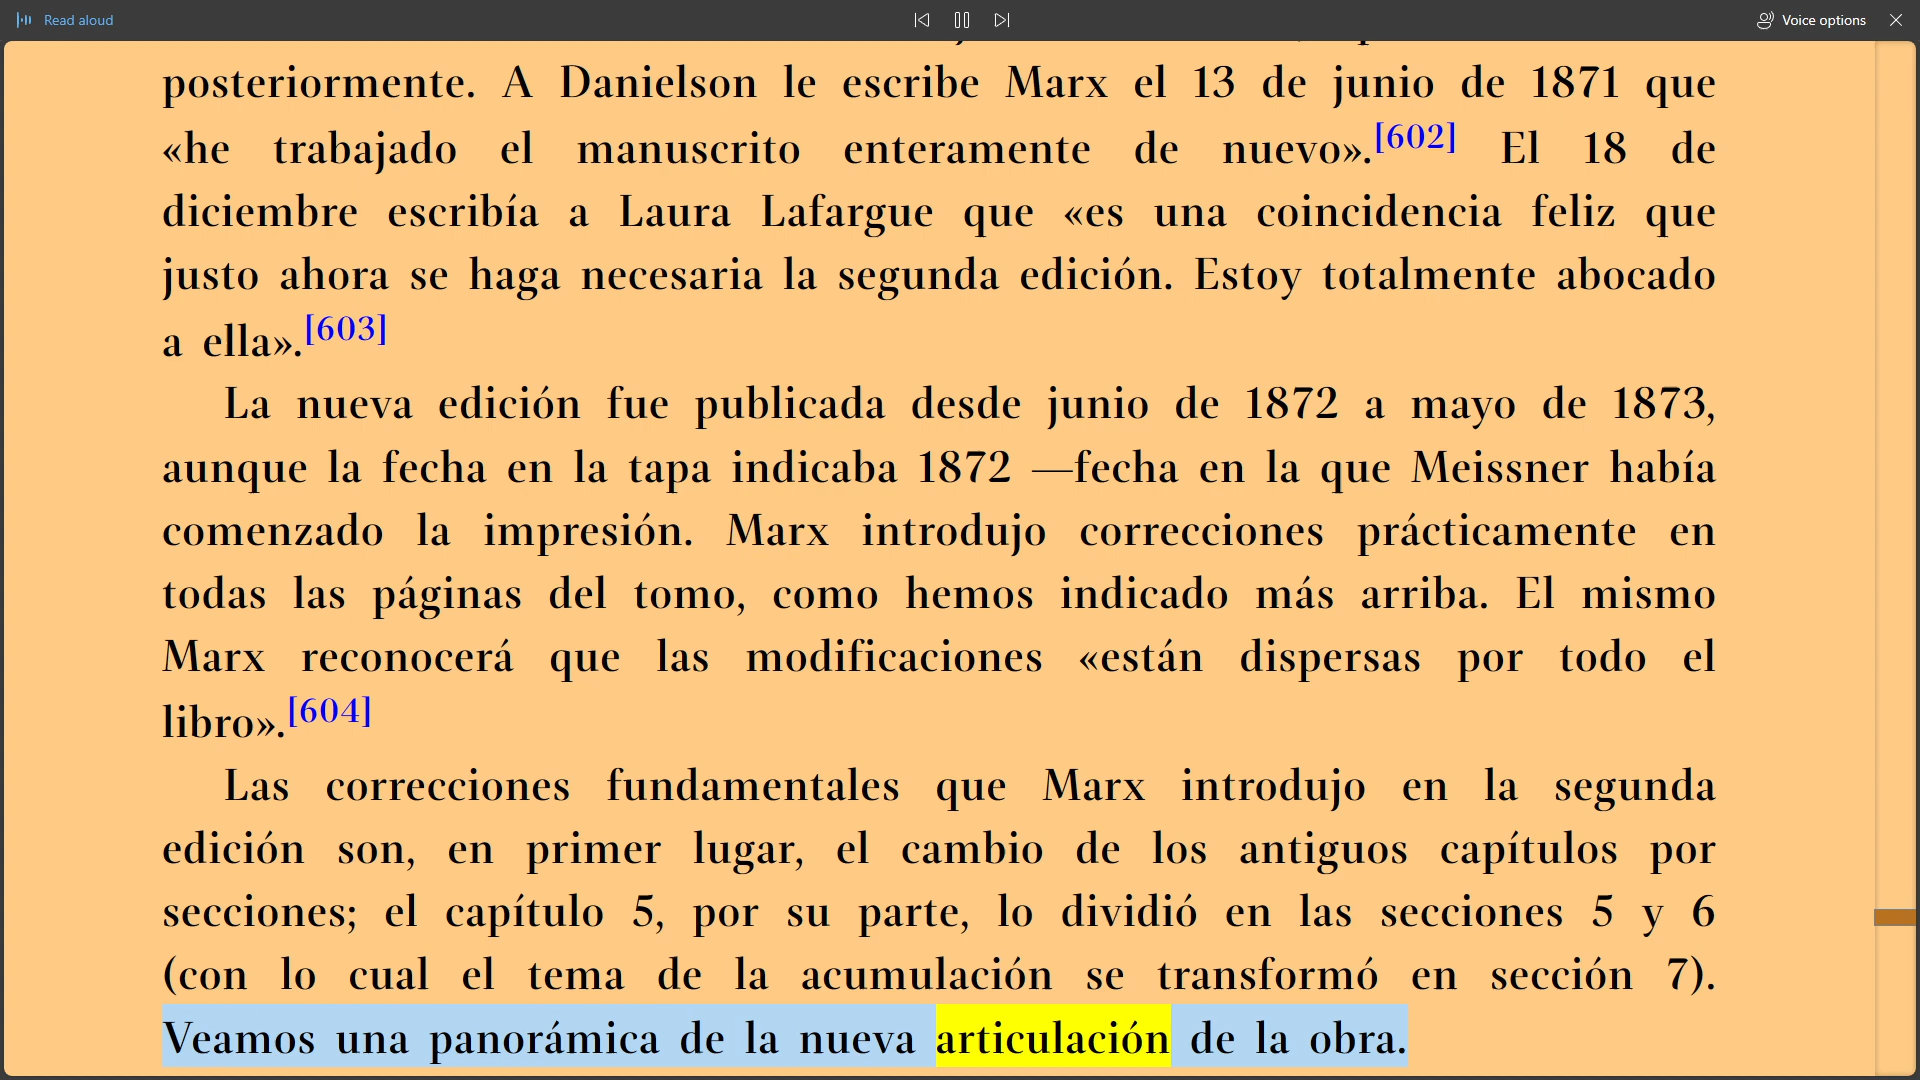 Read aloud
Voice options
posteriormente. A Danielson le escribe Marx el 13 de junio de 1871 que
«he trabajado el manuscrito enteramente de nuevo».[602] El 18 de
diciembre escribía a Laura Lafargue que «es una coincidencia feliz que
justo ahora se haga necesaria la segunda edición. Estoy totalmente abocado
a ella».[603]
La nueva edición fue publicada desde junio de 1872 a mayo de 1873,
aunque la fecha en la tapa indicaba 1872 —fecha en la que Meissner había
comenzado la impresión. Marx introdujo correcciones prácticamente en
todas las páginas del tomo, como hemos indicado más arriba. El mismo
Marx reconocerá que las modificaciones «están dispersas por todo el
libro».[604]
Las correcciones fundamentales que Marx introdujo en la segunda
edición son, en primer lugar, el cambio de los antiguos capítulos por
secciones; el capítulo 5, por su parte, lo dividió en las secciones 5 y 6
(con lo cual el tema de la acumulación se transformó en sección 7).
Veamos una panorámica de la nueva articulación de la obra.